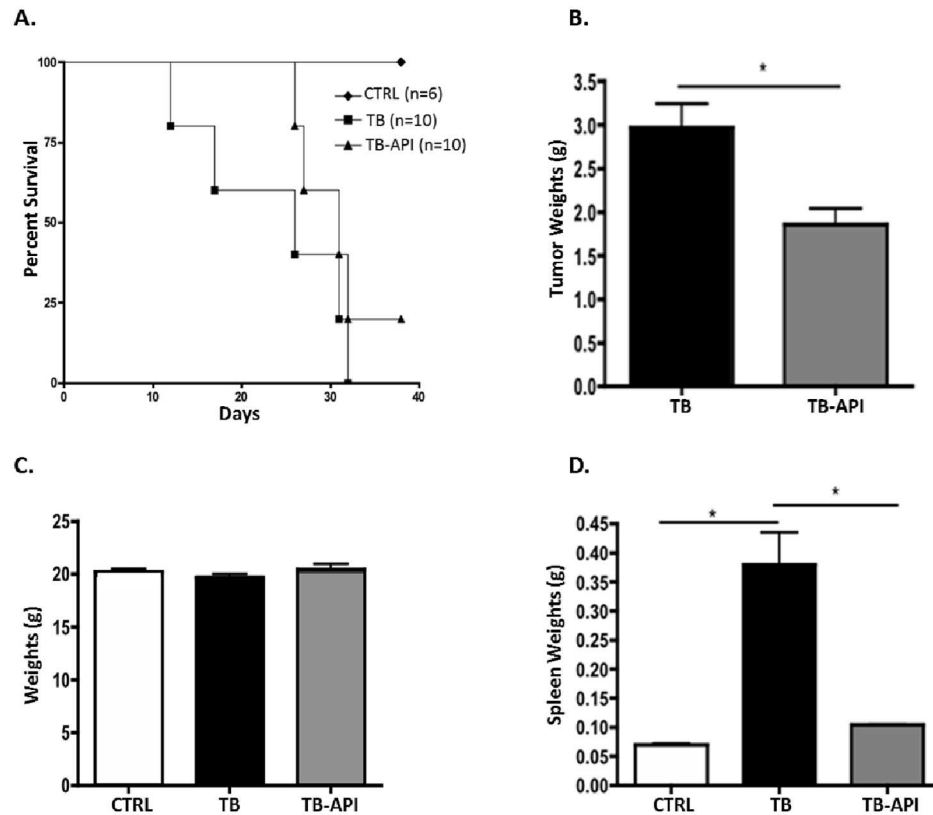 A.
100
75
50
25
0
0 10 20 30 40
Percent Survival
Days
CTRL (n=6)
TB (n=10)
TB-API (n=10)
B.
*
3.5
3.0
2.5
2.0
1.5
1.0
0.5
0.0
Tumor Weights (g)
TB TB-API
C.
25
20
15
10
5
0
Weights (g)
CTRL TB TB-API
D.
*
*
0.45
0.40
0.35
0.30
0.25
0.20
0.15
0.10
0.05
0.00
Spleen Weights (g)
CTRL TB TB-API